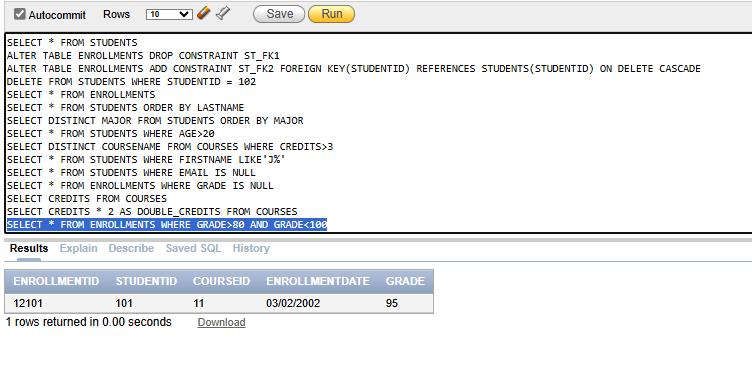 Autocommit Rows 10 Save Run
SELECT * FROM STUDENTS
ALTER TABLE ENROLLMENTS DROP CONSTRAINT ST_FK1
ALTER TABLE ENROLLMENTS ADD CONSTRAINT ST_FK2 FOREIGN KEY(STUDENTID) REFERENCES STUDENTS(STUDENTID) ON DELETE CASCADE
DELETE FROM STUDENTS WHERE STUDENTID = 102
SELECT * FROM ENROLLMENTS
SELECT * FROM STUDENTS ORDER BY LASTNAME
SELECT DISTINCT MAJOR FROM STUDENTS ORDER BY MAJOR
SELECT * FROM STUDENTS WHERE AGE>20
SELECT DISTINCT COURSENAME FROM COURSES WHERE CREDITS>3
SELECT * FROM STUDENTS WHERE FIRSTNAME LIKE'J%'
SELECT * FROM STUDENTS WHERE EMAIL IS NULL
SELECT * FROM ENROLLMENTS WHERE GRADE IS NULL
SELECT CREDITS FROM COURSES
SELECT CREDITS * 2 AS DOUBLE_CREDITS FROM COURSES
SELECT * FROM ENROLLMENTS WHERE GRADE>80 AND GRADE<100
Results Explain Describe Saved SQL History
ENROLLMENTID STUDENTID COURSEID ENROLLMENTDATE GRADE
12101 101 11 03/02/2002 95
1 rows returned in 0.00 seconds Download